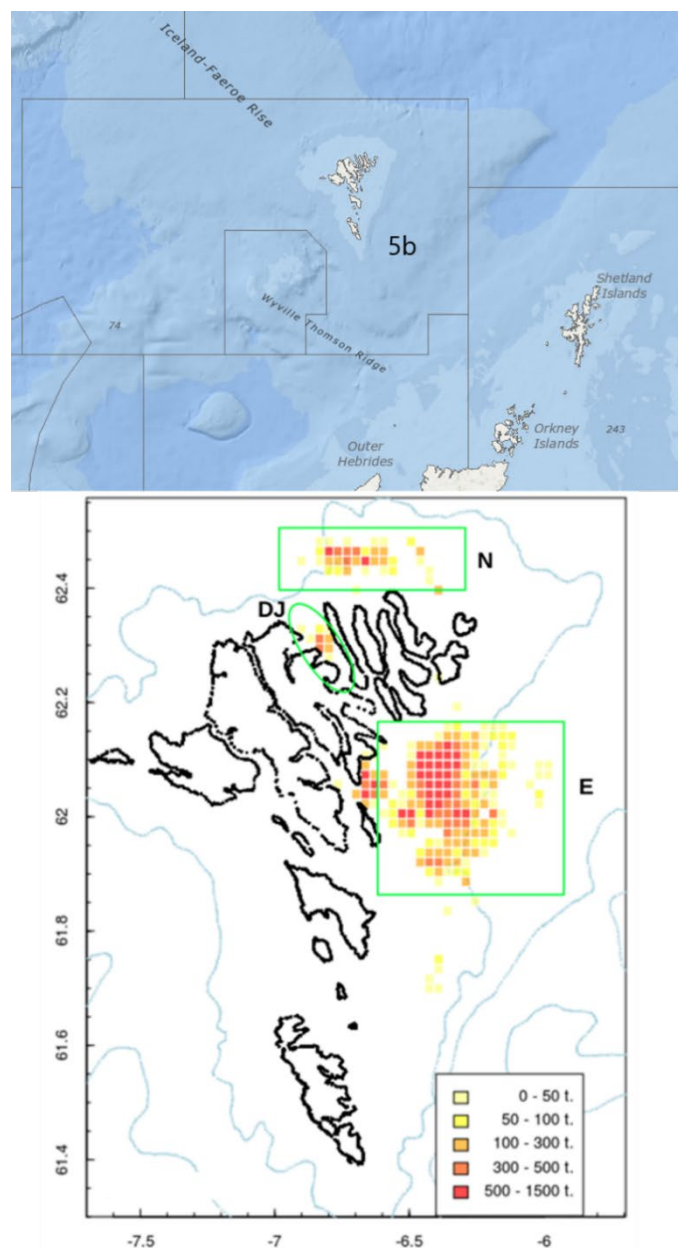 Iceland-Faeroe Rise
5b
Shetland
Islands
Wyville Thomson Ridge
74
Orkney
Islands
243
Outer
Hebrides
N
DJ
E
62.4
62.2
62
61.8
61.6
61.4
0 - 50 t.
50 - 100 t.
100 - 300 t.
300 - 500 t.
500 - 1500 t.
-7.5
-7
-6.5
-6